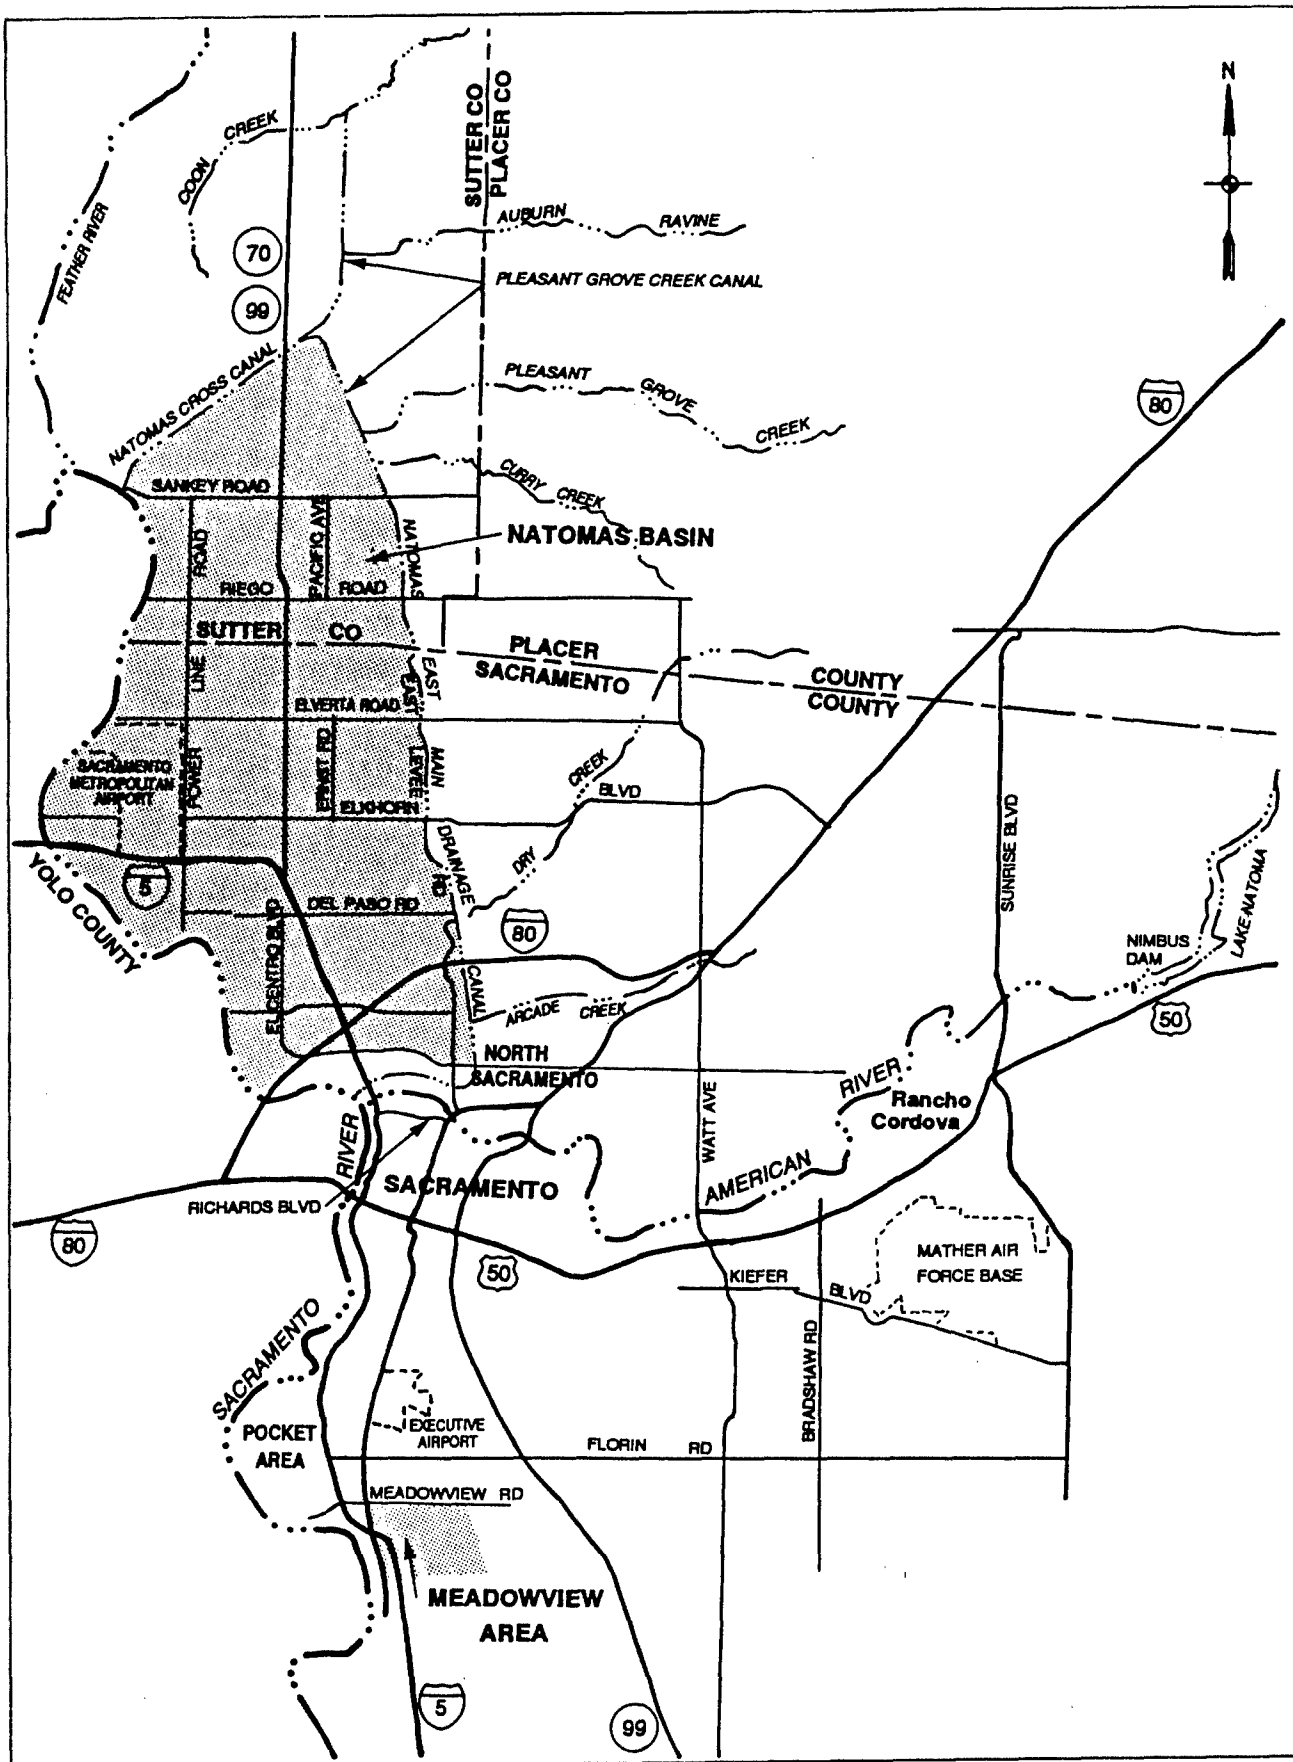 N
COON CREEK
SUTTER CO
PLACER CO
FEATHER RIVER
AUBURN RAVINE
70
PLEASANT GROVE CREEK CANAL
99
NATOMAS CROSS CANAL
PLEASANT GROVE CREEK
80
SANKEY ROAD
CURRY CREEK
PACIFIC AVE
NATOMAS BASIN
RIEGO ROAD
SUTTER CO
PLACER COUNTY
SACRAMENTO COUNTY
POWER LINE ROAD
NATOMAS EAST MAIN DRAINAGE CANAL
EAST LEVEE RD
ELVERTA ROAD
ERNST RD
SACRAMENTO
METROPOLITAN
AIRPORT
ELKHORN BLVD
DRY CREEK
SUNRISE BLVD
YOLO COUNTY
5
DEL PASO RD
80
EL CENTRO BLVD
NIMBUS
DAM
LAKE NATOMA
ARCADE CREEK
50
NORTH
SACRAMENTO
WATT AVE
AMERICAN RIVER
Rancho
Cordova
SACRAMENTO RIVER
SACRAMENTO
RICHARDS BLVD
80
50
MATHER AIR
FORCE BASE
KIEFER BLVD
BRADSHAW RD
POCKET
AREA
EXECUTIVE
AIRPORT
FLORIN RD
MEADOWVIEW RD
MEADOWVIEW
AREA
5
99